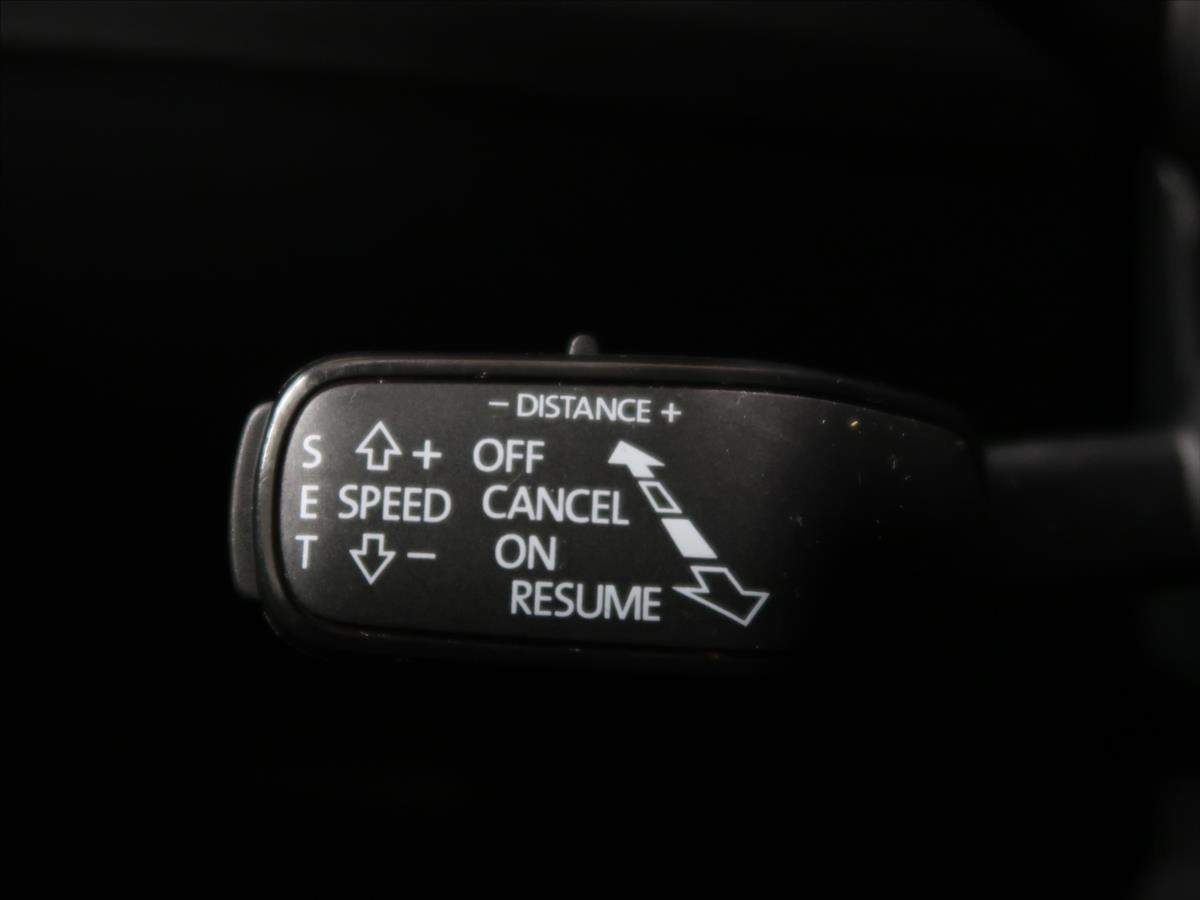 − DISTANCE +
S + OFF
E SPEED CANCEL
T − ON
RESUME